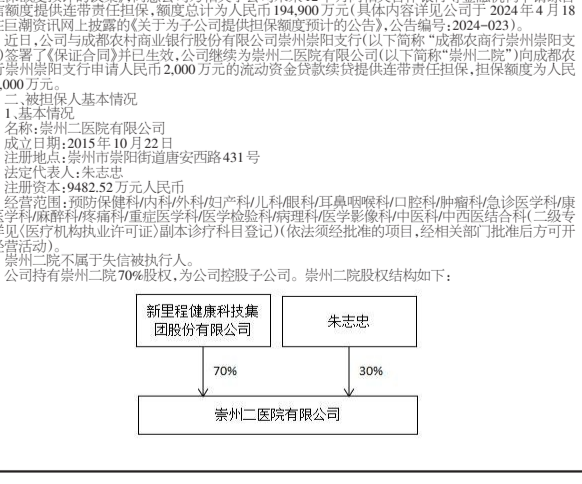 信额度提供连带责任担保,额度总计为人民币194,900万元(具体内容详见公司于2024年4月18
在巨潮资讯网上披露的《关于为子公司提供担保额度预计的公告》,公告编号:2024-023)。
近日,公司与成都农村商业银行股份有限公司崇州崇阳支行(以下简称“成都农商行崇州崇阳支
)签署了《保证合同》并已生效,公司继续为崇州二医院有限公司(以下简称“崇州二院”)向成都农
行崇州崇阳支行申请人民币2,000万元的流动资金贷款续贷提供连带责任担保,担保额度为人民
,000万元。
二、被担保人基本情况
1、基本情况
名称:崇州二医院有限公司
成立日期:2015年10月22日
注册地点:崇州市崇阳街道唐安西路431号
法定代表人:朱志忠
注册资本:9482.52万元人民币
经营范围:预防保健科/内科/外科/妇产科/儿科/眼科/耳鼻咽喉科/口腔科/肿瘤科/急诊医学科/康
医学科/麻醉科/疼痛科/重症医学科/医学检验科/病理科/医学影像科/中医科/中西医结合科(二级专
详见《医疗机构执业许可证》副本诊疗科目登记)(依法须经批准的项目,经相关部门批准后方可开
经营活动)。
崇州二院不属于失信被执行人。
公司持有崇州二院70%股权,为公司控股子公司。崇州二院股权结构如下:
新里程健康科技集
团股份有限公司
朱志忠
70%
30%
崇州二医院有限公司